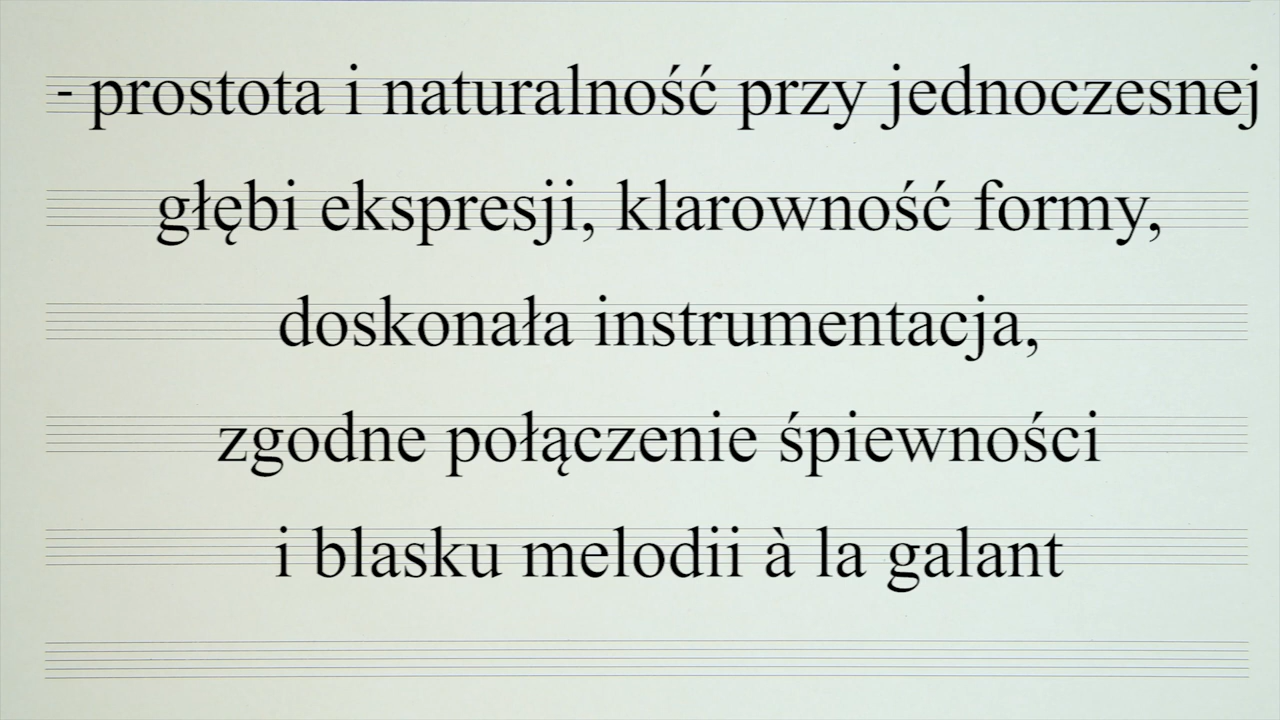 - prostota i naturalność przy jednoczesnej
głębi ekspresji, klarowność formy,
doskonała instrumentacja,
zgodne połączenie śpiewności
i blasku melodii à la galant